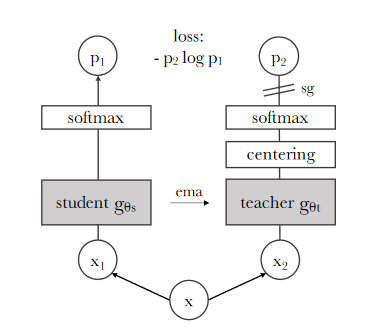 loss:
- p₂ log p₁
p₁
p₂
sg
softmax
softmax
centering
student gθs
ema
teacher gθt
x₁
x₂
x